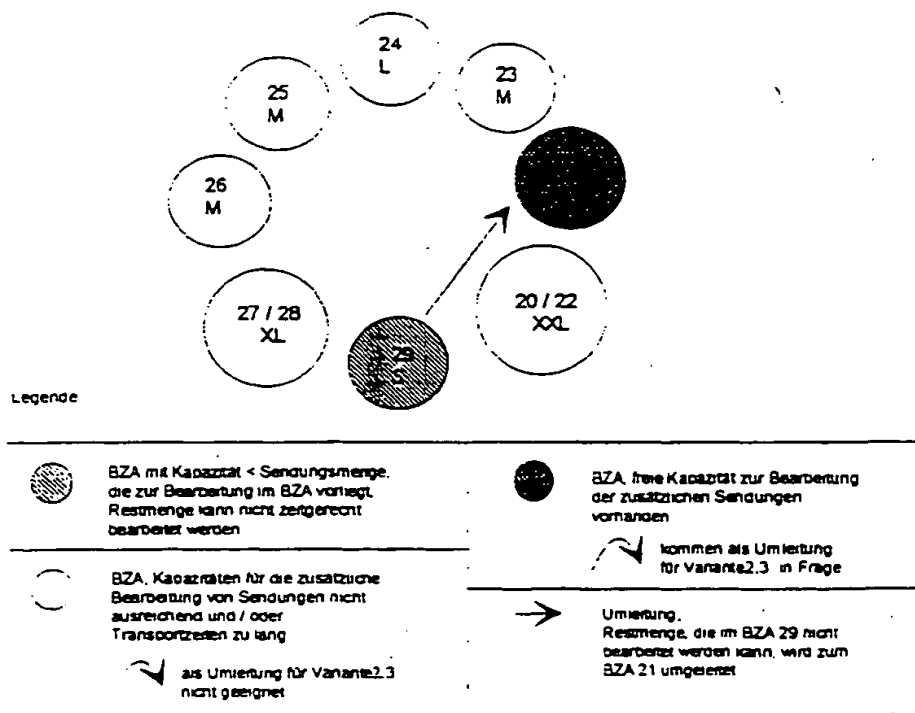 24
L
25
M
23
M
26
M
27 / 28
XL
20 / 22
XXL
29
S
Legende
BZA mit Kapazität < Sendungsmenge,
die zur Bearbeitung im BZA vorliegt,
Restmenge kann nicht zeitgerecht
bearbeitet werden
BZA, Kapazitäten für die zusätzliche
Bearbeitung von Sendungen nicht
ausreichend und / oder
Transportzeiten zu lang
als Umleitung für Variante2.3
nicht geeignet
BZA, freie Kapazität zur Bearbeitung
der zusätzlichen Sendungen
vorhanden
kommen als Umleitung
für Variante2.3 in Frage
Umleitung,
Restmenge, die im BZA 29 nicht
bearbeitet werden kann, wird zum
BZA 21 umgeleitet